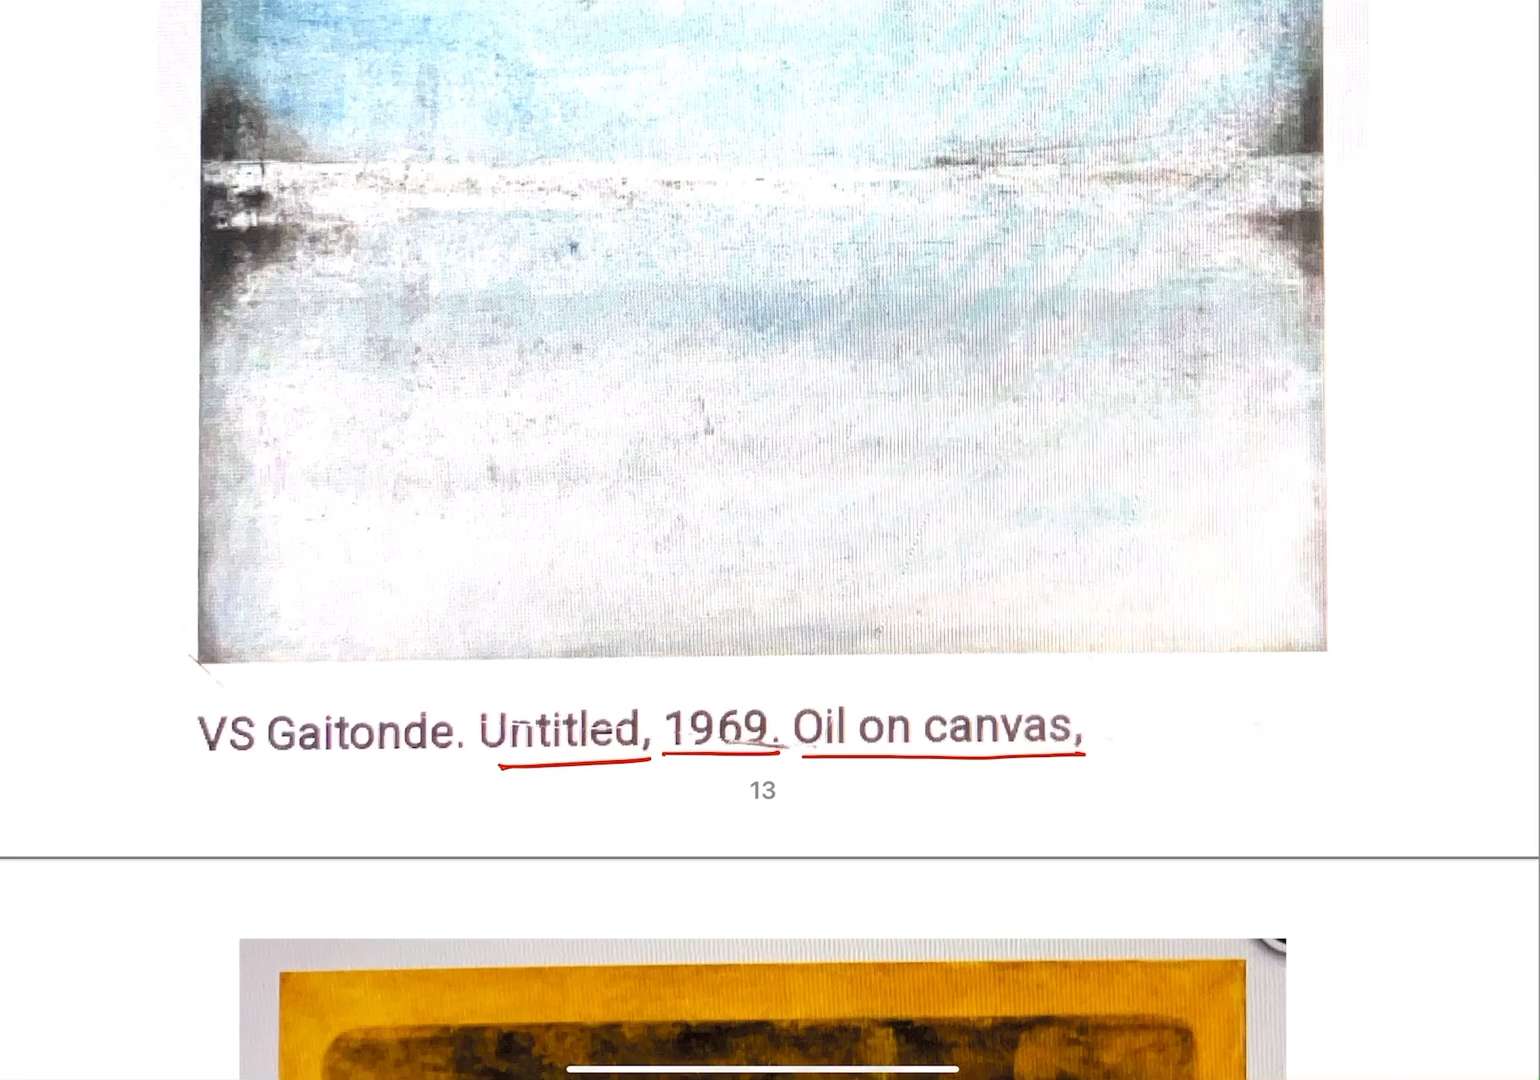 VS Gaitonde. Untitled, 1969. Oil on canvas,
13